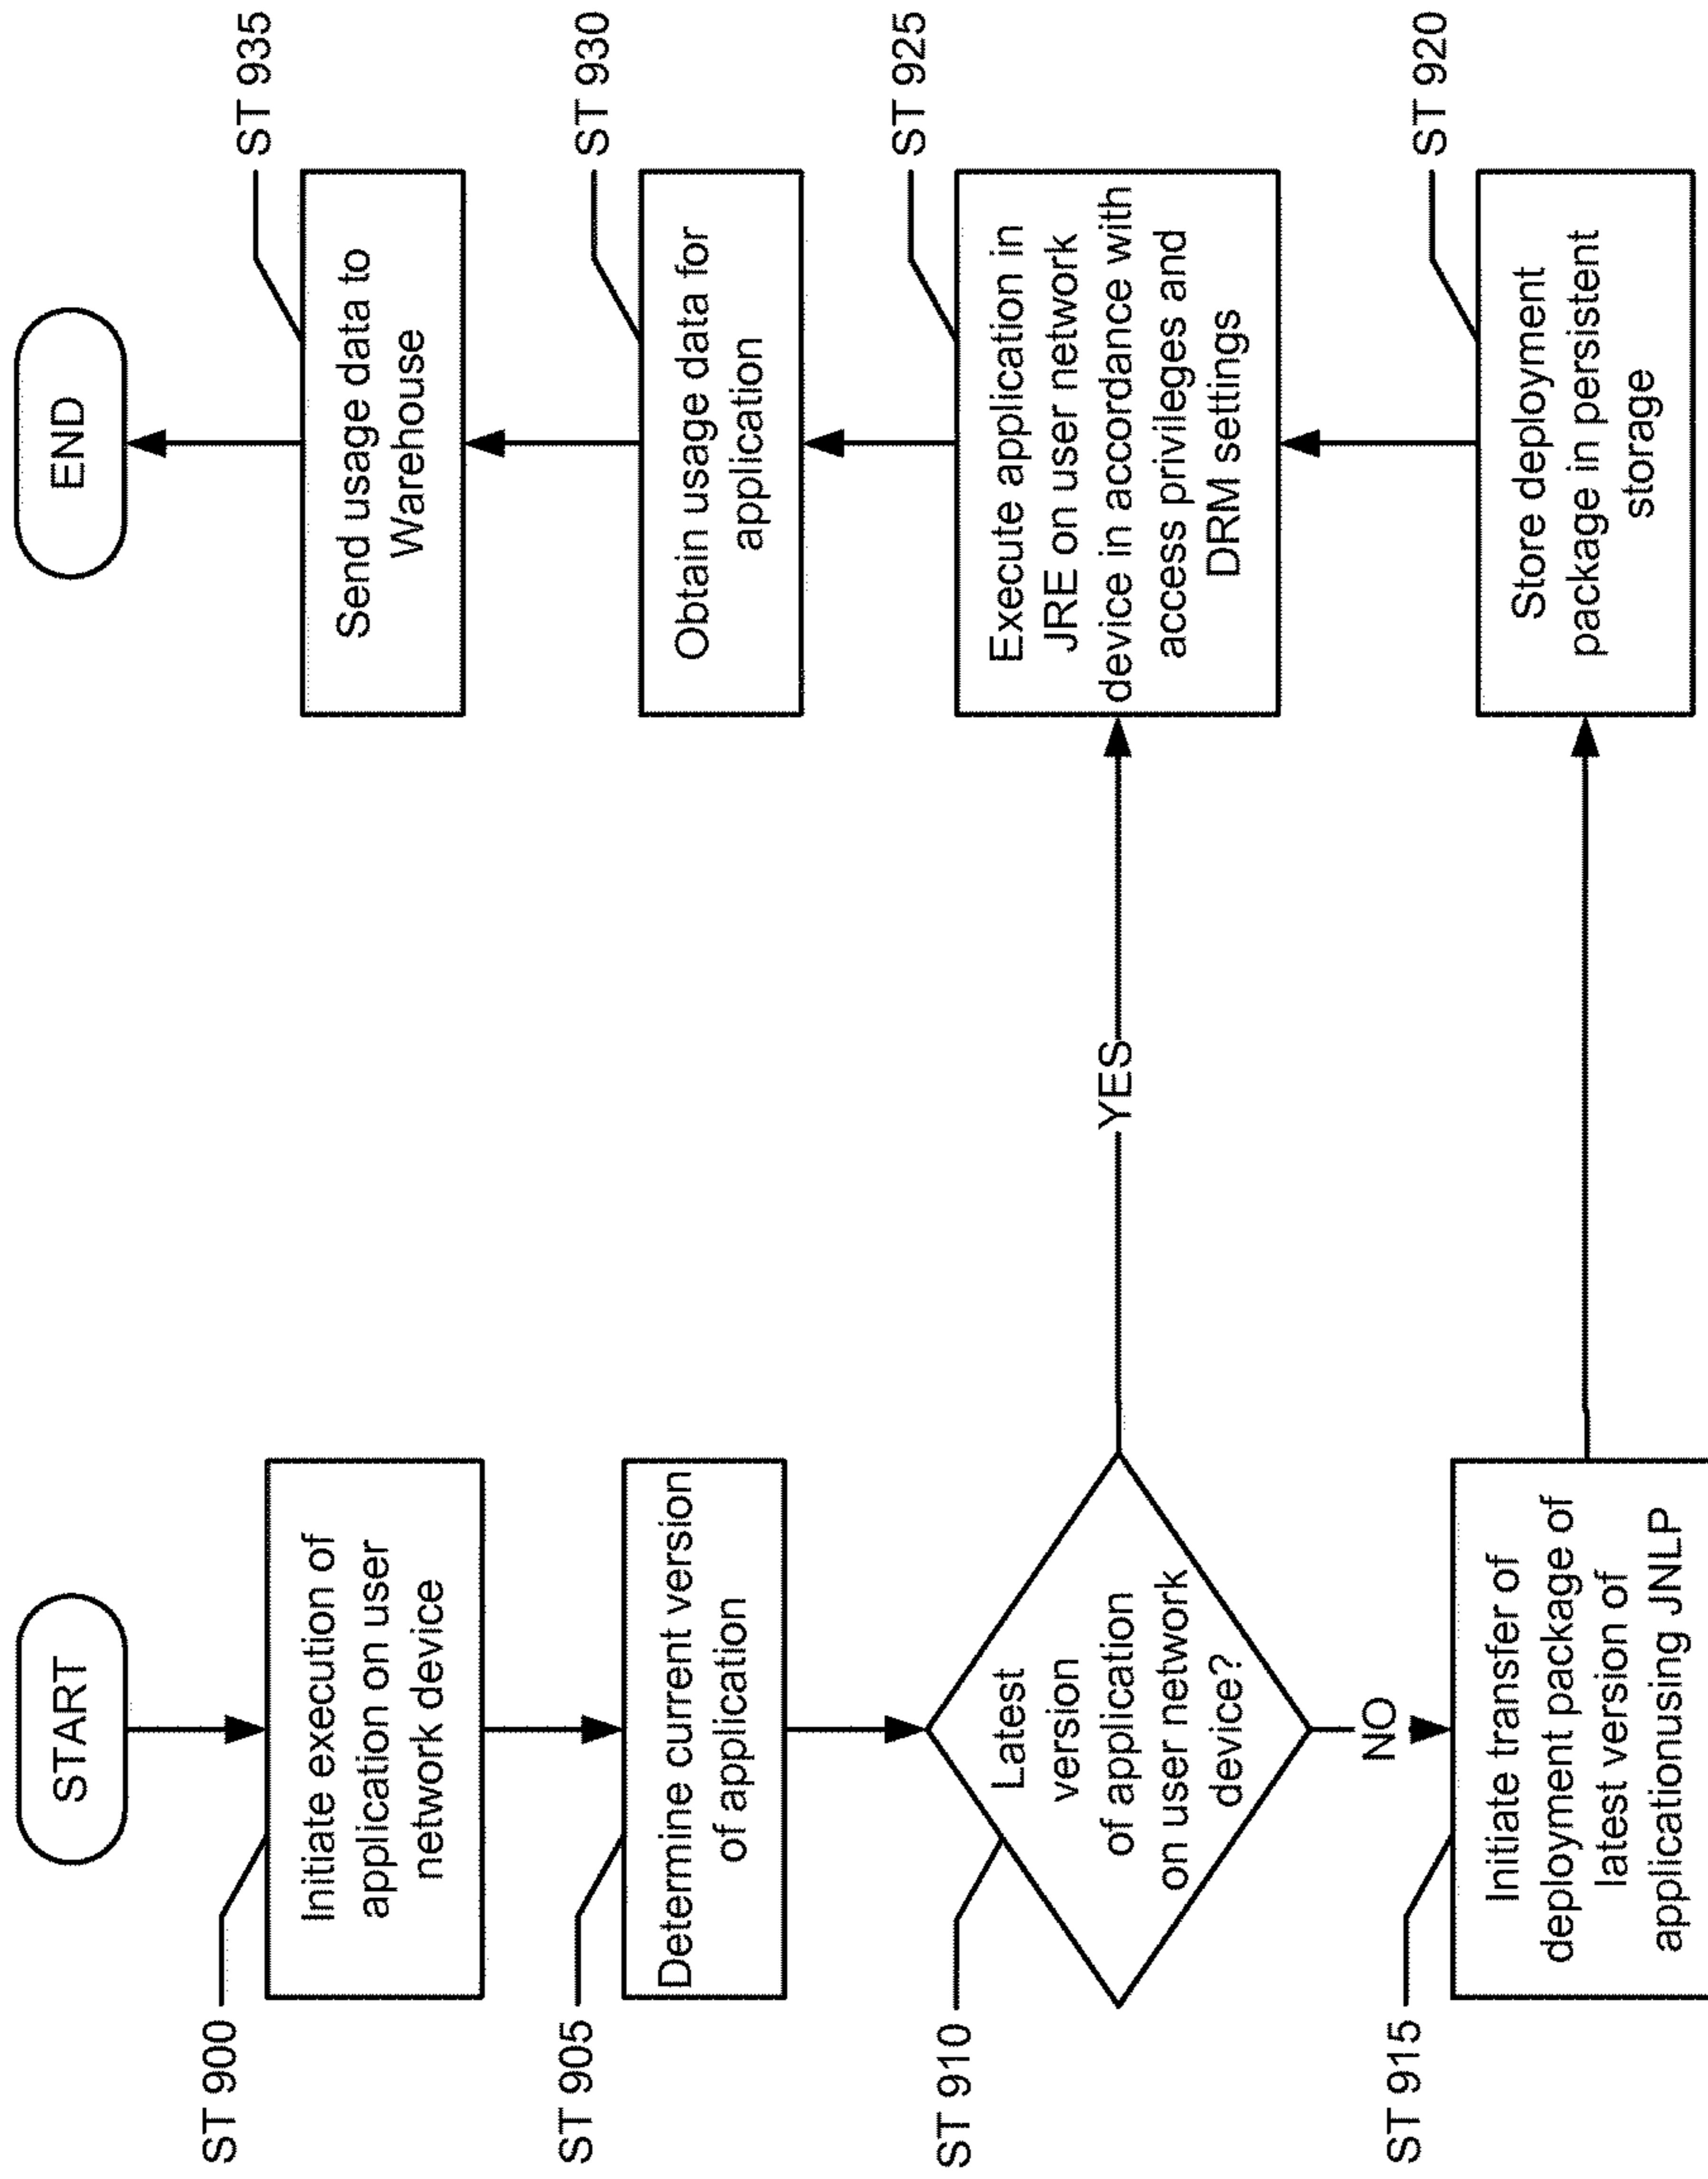 START
ST 900
Initiate execution of
application on user
network device
ST 905
Determine current version
of application
ST 910
Latest
version
of application
on user network
device?
YES
NO
ST 915
Initiate transfer of
deployment package of
latest version of
applicationusing JNLP
ST 920
Store deployment
package in persistent
storage
ST 925
Execute application in
JRE on user network
device in accordance with
access privileges and
DRM settings
ST 930
Obtain usage data for
application
ST 935
Send usage data to
Warehouse
END